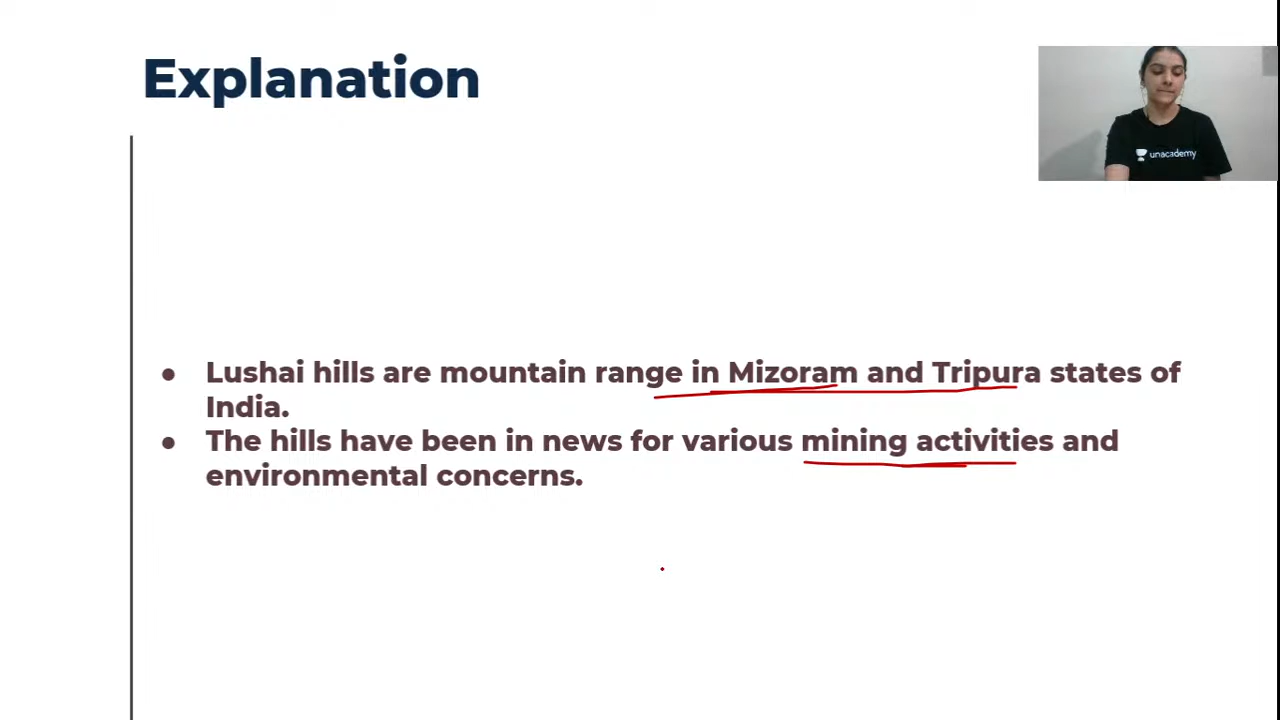 Explanation
unacademy
● Lushai hills are mountain range in Mizoram and Tripura states of
India.
● The hills have been in news for various mining activities and
environmental concerns.